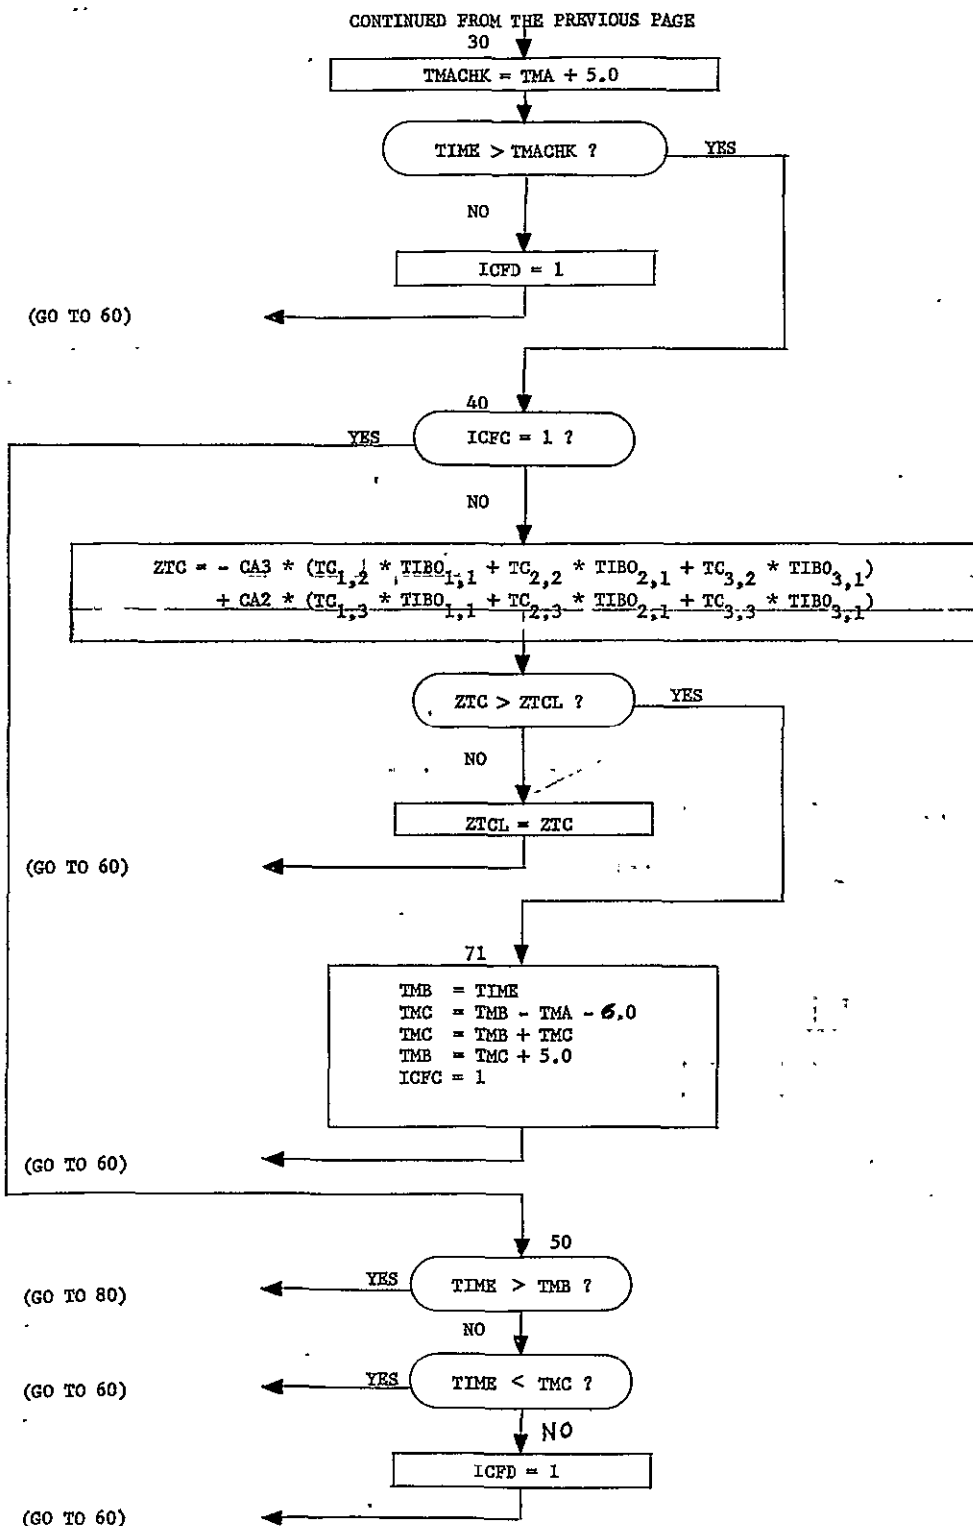 CONTINUED FROM THE PREVIOUS PAGE
30
TMACHK = TMA + 5.0
TIME > TMACHK ?
YES
NO
ICFD = 1
(GO TO 60)
40
YES
ICFC = 1 ?
NO
ZTC = - CA3 * (TC1,2 * TIBO1,1 + TC2,2 * TIBO2,1 + TC3,2 * TIBO3,1)
+ CA2 * (TC1,3 * TIBO1,1 + TC2,3 * TIBO2,1 + TC3,3 * TIBO3,1)
ZTC > ZTCL ?
YES
NO
ZTCL = ZTC
(GO TO 60)
71
TMB = TIME
TMC = TMB - TMA - 6.0
TMC = TMB + TMC
TMB = TMC + 5.0
ICFC = 1
(GO TO 60)
50
(GO TO 80)
YES
TIME > TMB ?
NO
(GO TO 60)
YES
TIME < TMC ?
NO
ICFD = 1
(GO TO 60)